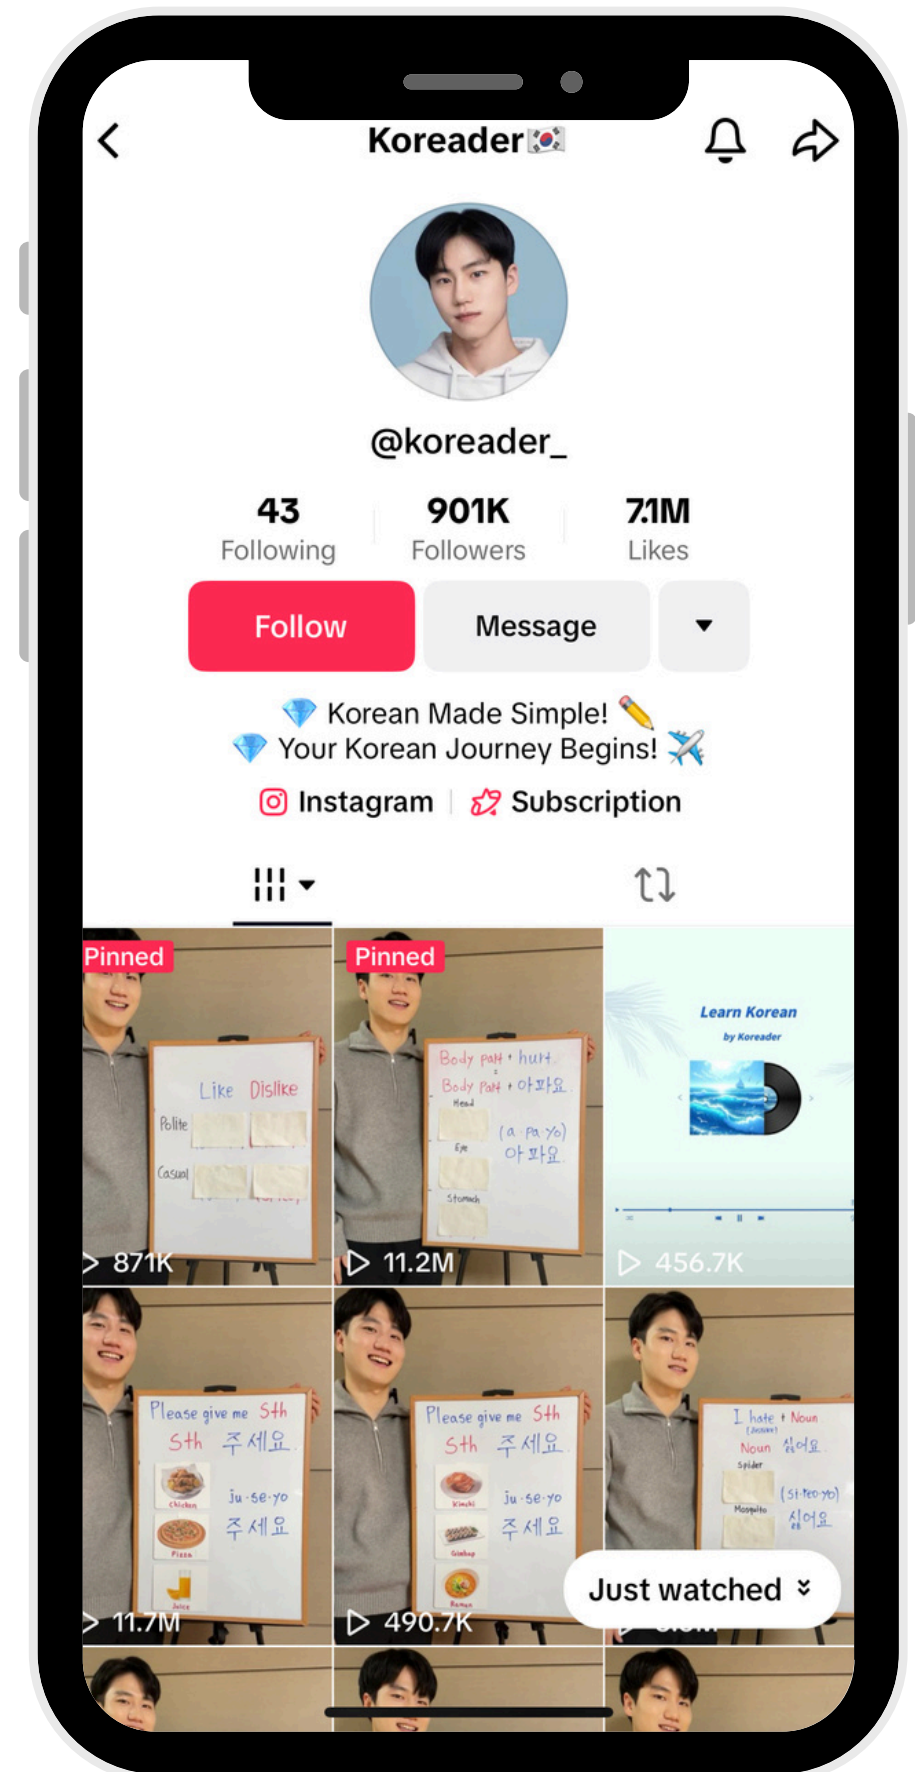 Koreader🇰🇷
@koreader_
43
Following
901K
Followers
7.1M
Likes
Follow
Message
💎 Korean Made Simple! ✏️
💎 Your Korean Journey Begins! ✈️
Instagram
Subscription
Pinned
Like Dislike
Polite
Casual
871K
Pinned
Body part + hurt
Body Part + 아파요.
Head
Eye
Stomach
(a·pa·yo)
아파요.
11.2M
Learn Korean
by Koreader
456.7K
Please give me Sth
Sth 주세요.
Chicken
Pizza
Juice
ju·se·yo
주세요
11.7M
Please give me Sth
Sth 주세요.
Kimchi
Gimbap
Ramen
ju·se·yo
주세요
490.7K
I hate + Noun
Noun 싫어요
Spider
Mosquito
싫어요
Just watched